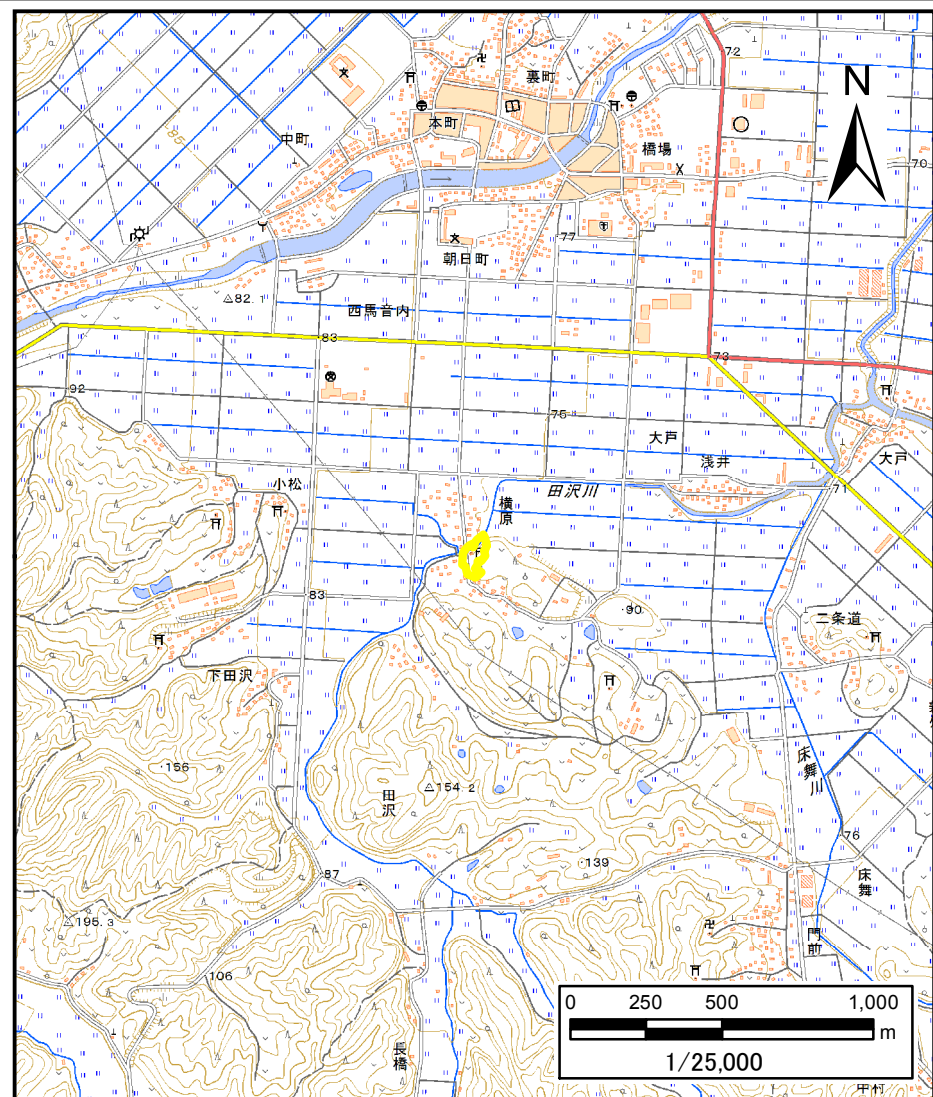 72
裏町
N
本町
中町
橋場
85
70
77
朝日町
82.1
西馬音内
83
73
92
75
大戸
浅井
大戸
小松
田沢川
71
横原
83
90
二条道
下田沢
156
154.2
田沢
床舞川
76
139
87
床舞
195.3
門前
106
長橋
0 250 500 1,000
m
1/25,000
中村